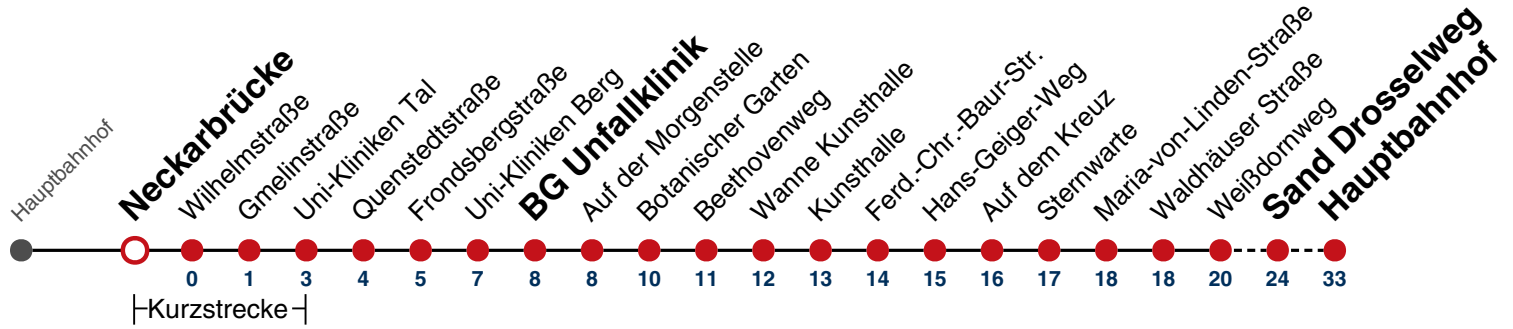 Hauptbahnhof
Neckarbrücke
Wilhelmstraße
Gmelinstraße
Uni-Kliniken Tal
Quenstedtstraße
Frondsbergstraße
Uni-Kliniken Berg
BG Unfallklinik
Auf der Morgenstelle
Botanischer Garten
Beethovenweg
Wanne Kunsthalle
Kunsthalle
Ferd.-Chr.-Baur-Str.
Hans-Geiger-Weg
Auf dem Kreuz
Sternwarte
Maria-von-Linden-Straße
Waldhäuser Straße
Weißdornweg
Sand Drosselweg
Hauptbahnhof
0 1 3 4 5 7 8 8 10 11 12 13 14 15 16 17 18 18 20 24 33
Kurzstrecke